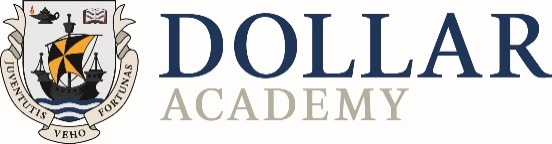 JUVENTUTIS
VEHO
FORTUNAS
DOLLAR
ACADEMY